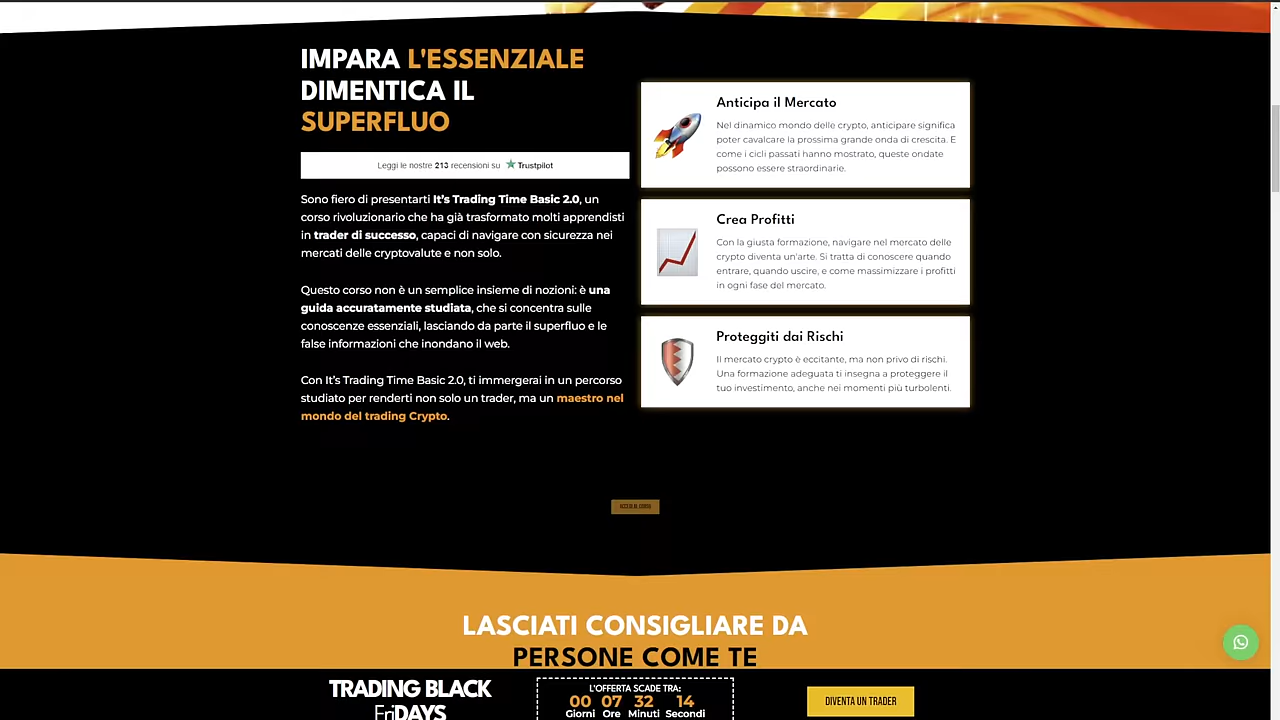 IMPARA L'ESSENZIALE
DIMENTICA IL
SUPERFLUO
Leggi le nostre 213 recensioni su Trustpilot
Sono fiero di presentarti It's Trading Time Basic 2.0, un
corso rivoluzionario che ha già trasformato molti apprendisti
in trader di successo, capaci di navigare con sicurezza nei
mercati delle cryptovalute e non solo.
Questo corso non è un semplice insieme di nozioni: è una
guida accuratamente studiata, che si concentra sulle
conoscenze essenziali, lasciando da parte il superfluo e le
false informazioni che inondano il web.
Con It's Trading Time Basic 2.0, ti immergerai in un percorso
studiato per renderti non solo un trader, ma un maestro nel
mondo del trading Crypto.
Anticipa il Mercato
Nel dinamico mondo delle crypto, anticipare significa
poter cavalcare la prossima grande onda di crescita. E
come i cicli passati hanno mostrato, queste ondate
possono essere straordinarie.
Crea Profitti
Con la giusta formazione, navigare nel mercato delle
crypto diventa un'arte. Si tratta di conoscere quando
entrare, quando uscire, e come massimizzare i profitti
in ogni fase del mercato.
Proteggiti dai Rischi
Il mercato crypto è eccitante, ma non privo di rischi.
Una formazione adeguata ti insegna a proteggere il
tuo investimento, anche nei momenti più turbolenti.
ACCEDI AL CORSO
LASCIATI CONSIGLIARE DA
PERSONE COME TE
TRADING BLACK
FriDAYS
L'OFFERTA SCADE TRA:
00 07 32 14
Giorni Ore Minuti Secondi
DIVENTA UN TRADER